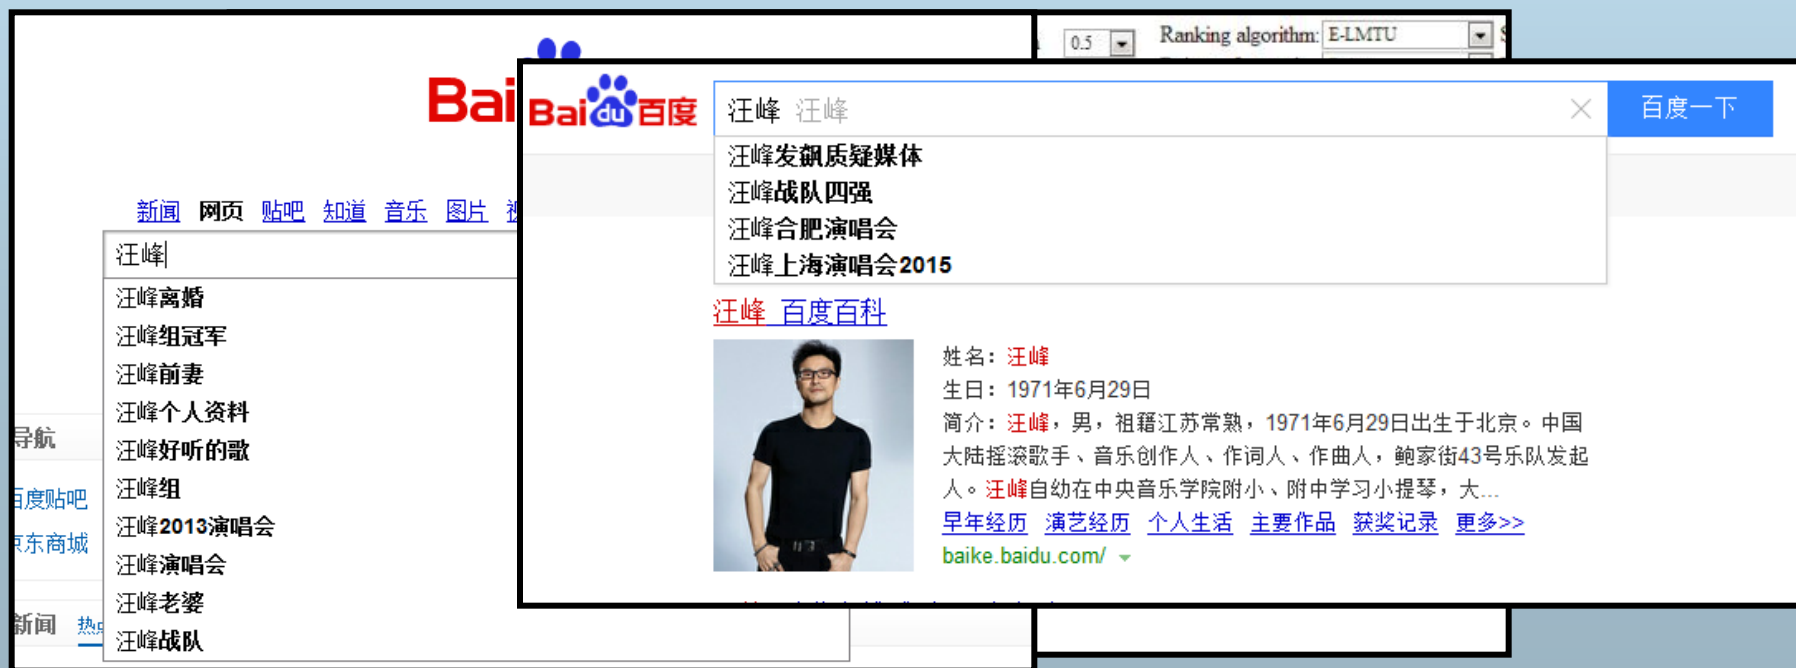 0.5 Ranking algorithm: E-LMTU
Bai
新闻 网页 贴吧 知道 音乐 图片
汪峰
汪峰离婚
汪峰组冠军
汪峰前妻
汪峰个人资料
汪峰好听的歌
汪峰组
汪峰2013演唱会
汪峰演唱会
汪峰老婆
汪峰战队
导航
百度贴吧
京东商城
新闻 热点
Baidu百度 汪峰 汪峰 百度一下
汪峰发飙质疑媒体
汪峰战队四强
汪峰合肥演唱会
汪峰上海演唱会2015
汪峰 百度百科
姓名：汪峰
生日：1971年6月29日
简介：汪峰，男，祖籍江苏常熟，1971年6月29日出生于北京。中国
大陆摇滚歌手、音乐创作人、作词人、作曲人，鲍家街43号乐队发起
人。汪峰自幼在中央音乐学院附小、附中学习小提琴，大...
早年经历 演艺经历 个人生活 主要作品 获奖记录 更多>>
baike.baidu.com/